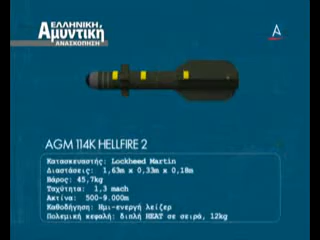 ΕΛΛΗΝΙΚΗ
Αμυντική
ΑΝΑΣΚΟΠΗΣΗ
AGM 114K HELLFIRE 2
Κατασκευαστής: Lockheed Martin
Διαστάσεις: 1,63m x 0,33m x 0,18m
Βάρος: 45,7kg
Ταχύτητα: 1,3 mach
Ακτίνα: 500-9.000m
Καθοδήγηση: Ημι-ενεργή λείζερ
Πολεμική κεφαλή: διπλή HEAT σε σειρά, 12kg